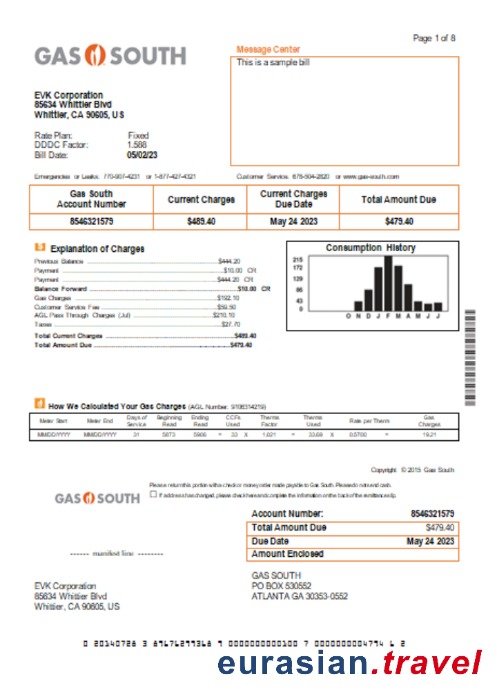 Page 1 of 8
GAS SOUTH
Message Center
This is a sample bill
EVK Corporation
85634 Whittier Blvd
Whittier, CA 90605, US
Rate Plan: Fixed
DDDC Factor: 1.588
Bill Date: 05/02/23
Emergencies or Leaks: 770-907-4231 or 1-877-427-4321
Customer Service: 678-904-2820 or www.gas-south.com
Gas South Account Number Current Charges Current Charges Due Date Total Amount Due
8546321579 $489.40 May 24 2023 $479.40
$ Explanation of Charges
Previous Balance $444.20
Payment $10.00 CR
Payment $444.20 CR
Balance Forward $10.00 CR
Gas Charges $192.10
Customer Service Fee $59.50
AGL Pass Through Charges (Jul) $210.10
Taxes $27.70
Total Current Charges $489.40
Total Amount Due $479.40
Consumption History
215
172
129
86
43
0
O N D J F M A M J J
How We Calculated Your Gas Charges (AGL Number: 9106314219)
Meter Start Meter End Days of Service Beginning Read Ending Read CCFs Used Therms Factor Therms Used Rate per Therm Gas Charges
MM/DD/YYYY MM/DD/YYYY 31 5873 5906 = 33 X 1.021 = 33.69 X 0.5700 = 19.21
Copyright © 2015 Gas South
Please return this portion with a check or money order made payable to Gas South. Please do not send cash.
If address has changed, please check here and complete the information on the back of the remittance slip.
GAS SOUTH
Account Number: 8546321579
Total Amount Due $479.40
Due Date May 24 2023
Amount Enclosed
------ manifest line --------
GAS SOUTH
PO BOX 530552
ATLANTA GA 30353-0552
EVK Corporation
85634 Whittier Blvd
Whittier, CA 90605, US
0 20140728 3 89676299368 9 0000000000100 7 0000000004794 6 2
eurasian.travel